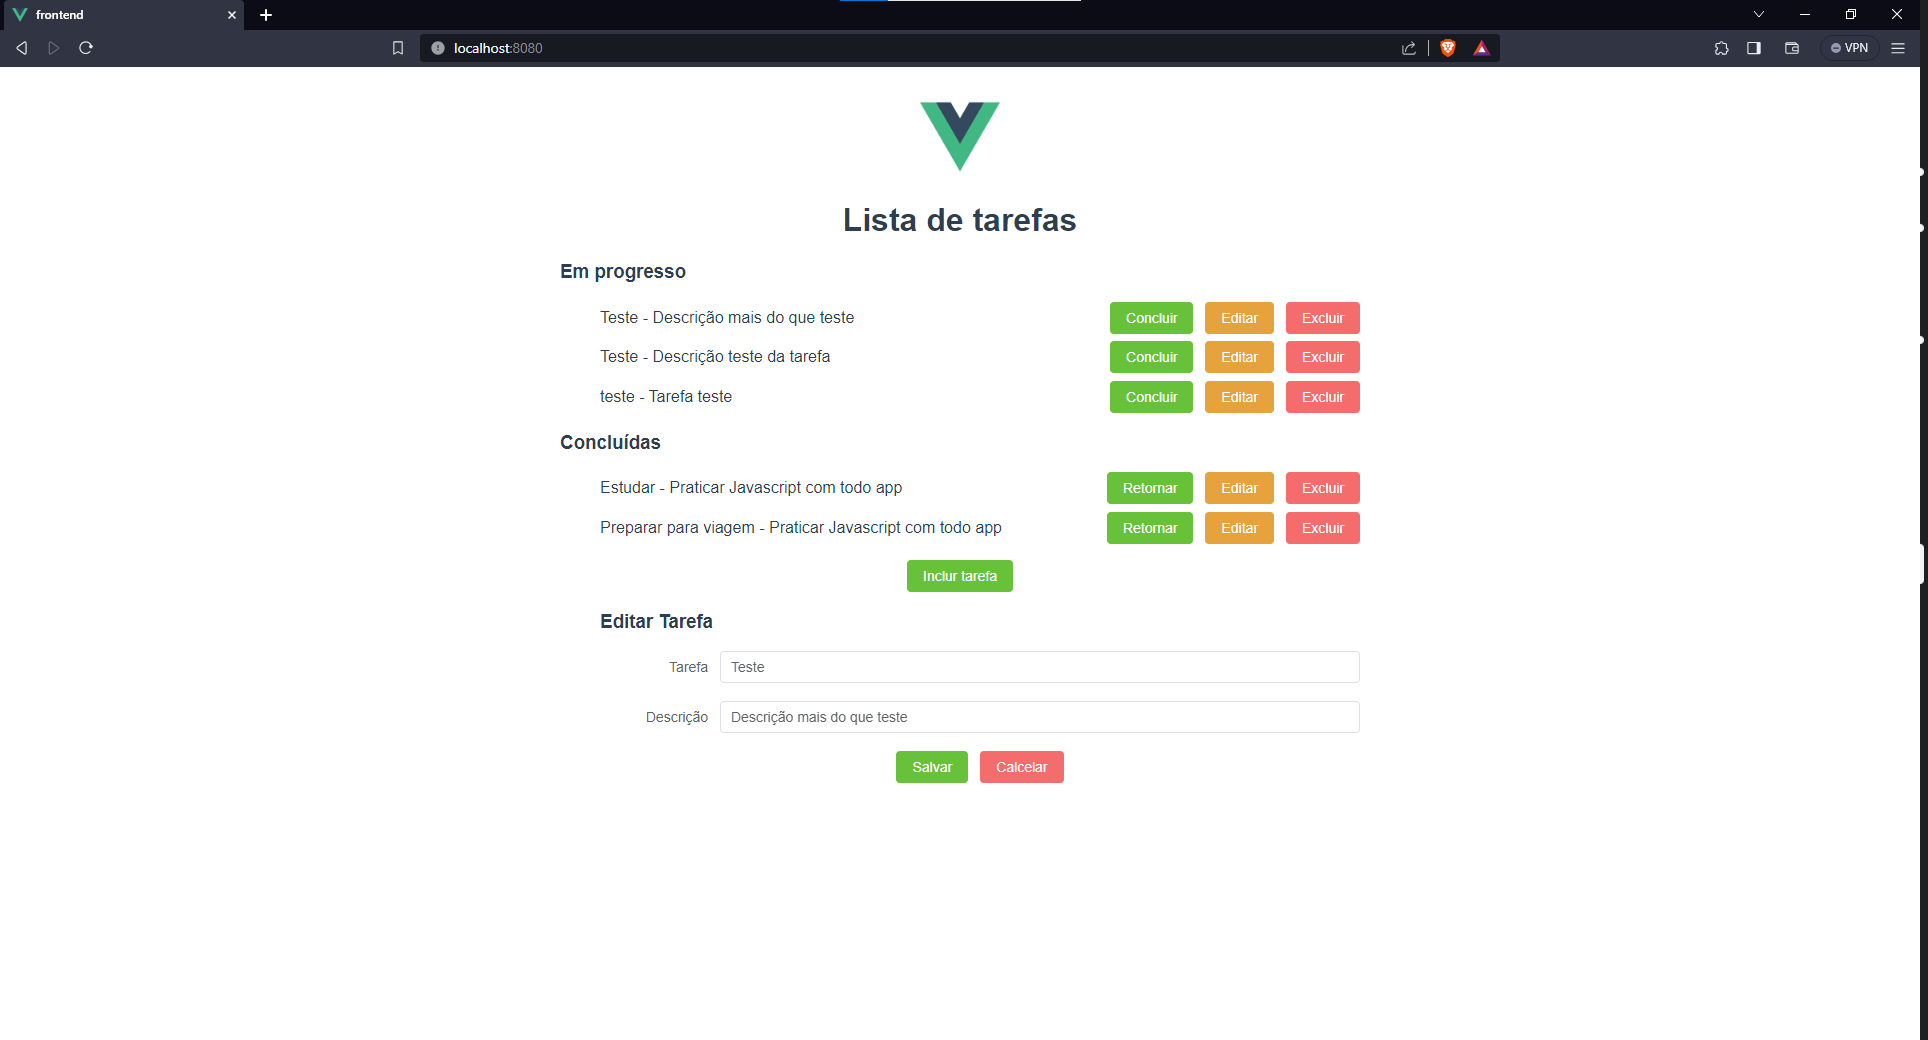 frontend
localhost:8080
VPN
Lista de tarefas
Em progresso
Teste - Descrição mais do que teste Concluir Editar Excluir
Teste - Descrição teste da tarefa Concluir Editar Excluir
teste - Tarefa teste Concluir Editar Excluir
Concluídas
Estudar - Praticar Javascript com todo app Retornar Editar Excluir
Preparar para viagem - Praticar Javascript com todo app Retornar Editar Excluir
Inclur tarefa
Editar Tarefa
Tarefa Teste
Descrição Descrição mais do que teste
Salvar Calcelar